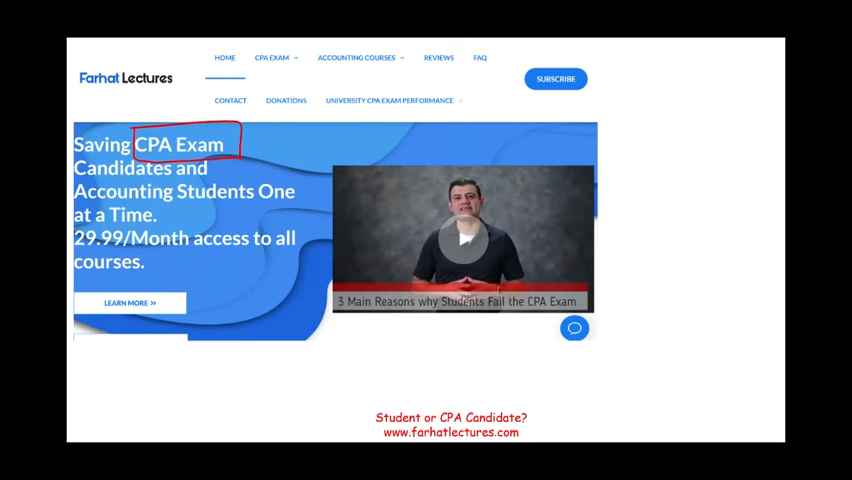 HOME
CPA EXAM
ACCOUNTING COURSES
REVIEWS
FAQ
Farhat Lectures
SUBSCRIBE
CONTACT
DONATIONS
UNIVERSITY CPA EXAM PERFORMANCE
Saving CPA Exam
Candidates and
Accounting Students One
at a Time.
29.99/Month access to all
courses.
LEARN MORE »
3 Main Reasons why Students Fail the CPA Exam
Student or CPA Candidate?
www.farhatlectures.com